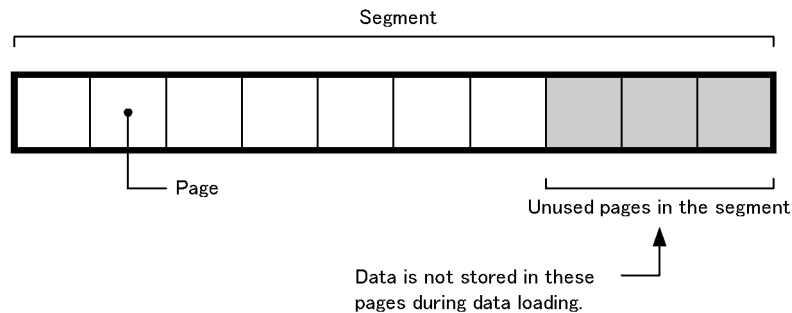 Segment
Page
Unused pages in the segment
Data is not stored in these
pages during data loading.